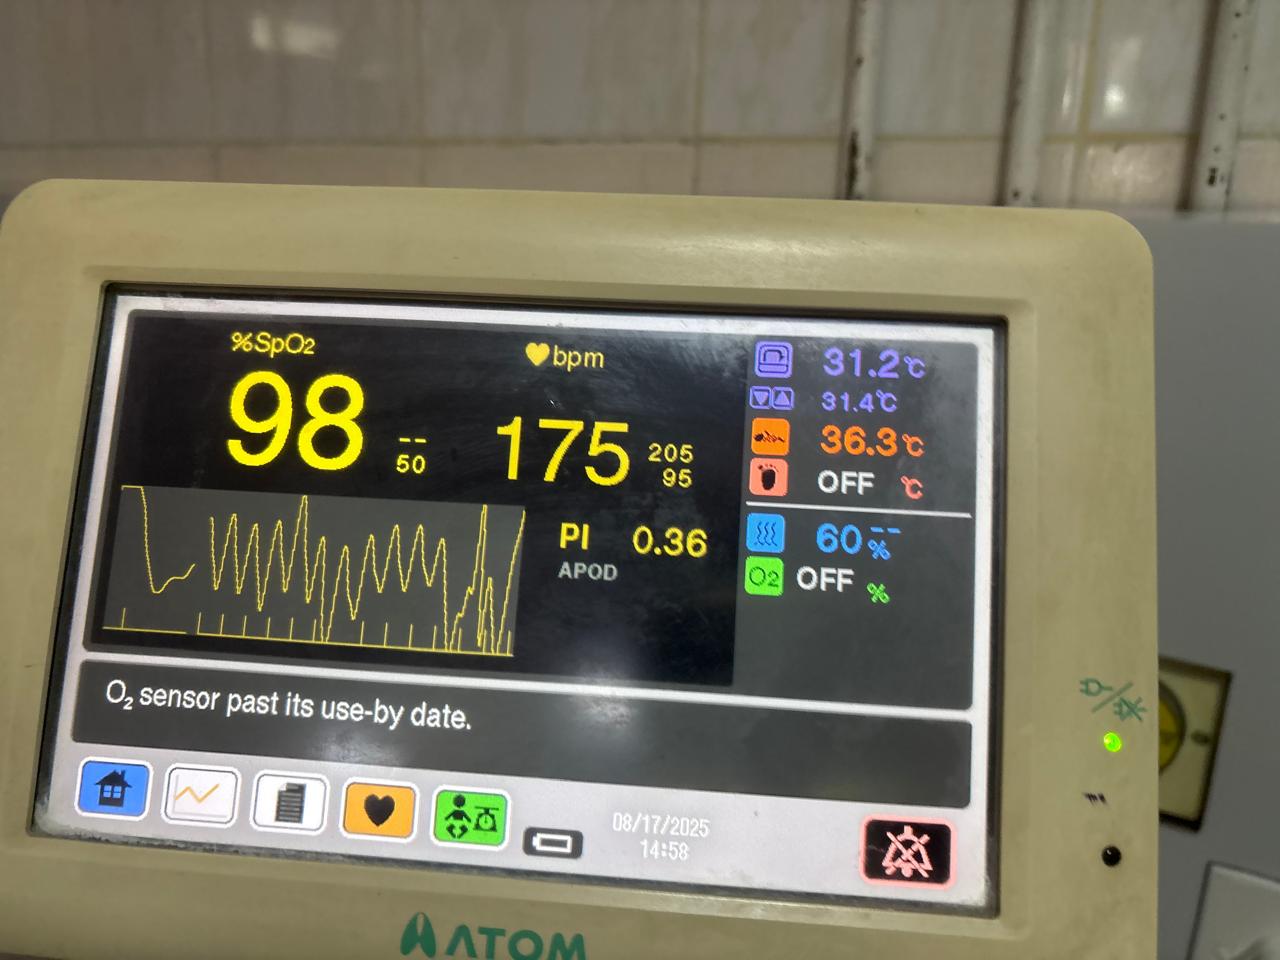 %SpO2
bpm
98
--
50
175
205
95
PI 0.36
APOD
31.2℃
31.4℃
36.3℃
OFF ℃
60 --
%
O2 OFF %
O₂ sensor past its use-by date.
08/17/2025
14:58
ATOM